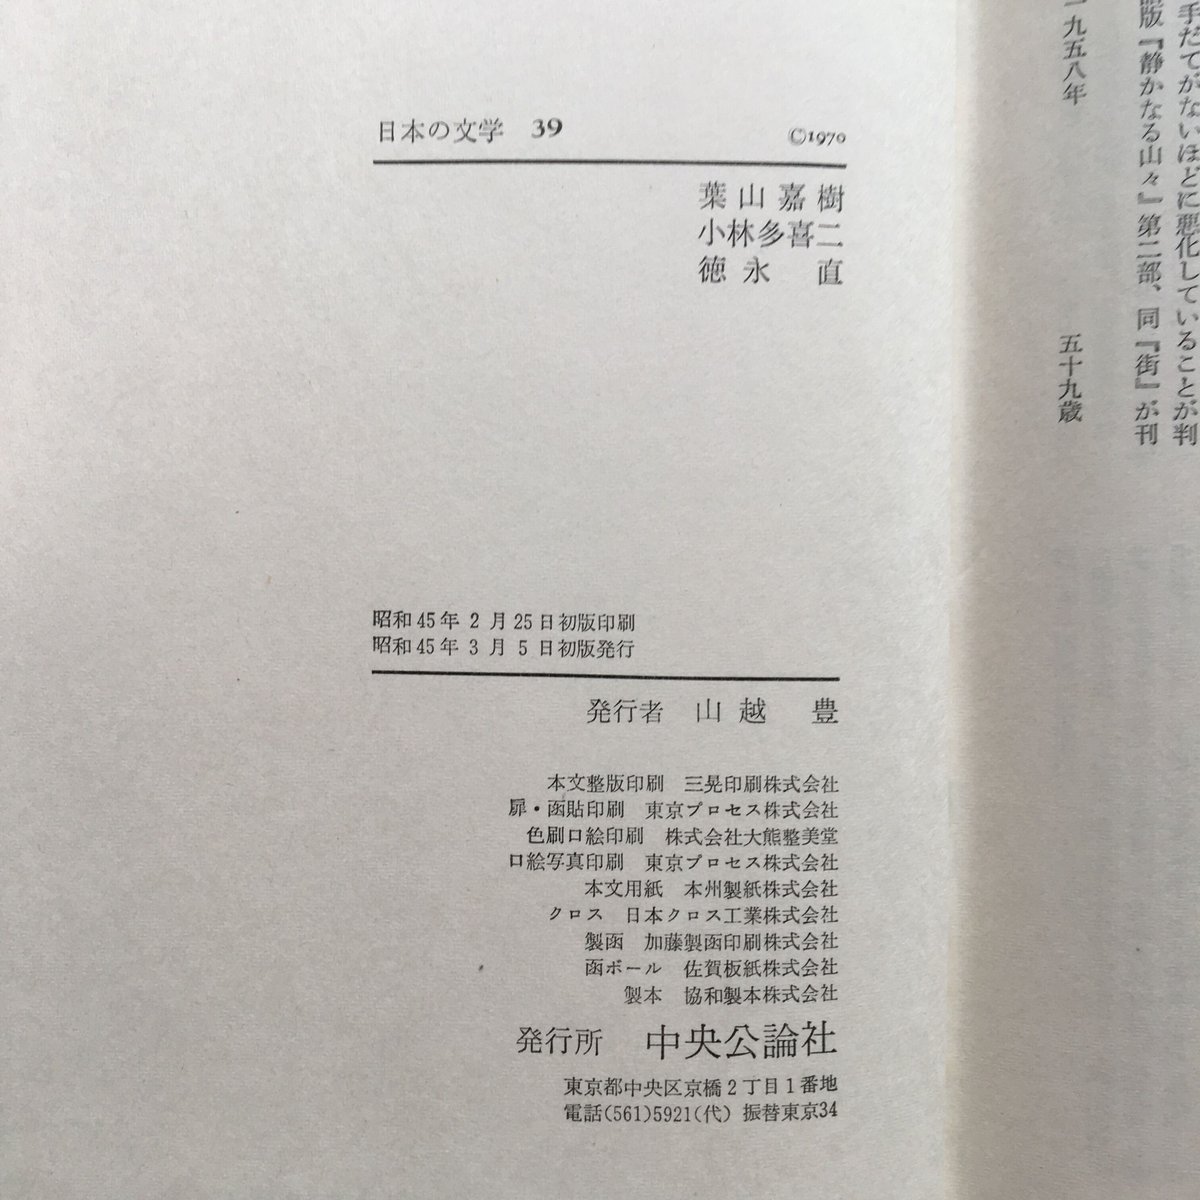 日本の文学 39 ©1970
葉山嘉樹
小林多喜二
徳永 直
昭和45年2月25日初版印刷
昭和45年3月5日初版発行
発行者 山越 豊
本文整版印刷 三晃印刷株式会社
扉・函貼印刷 東京プロセス株式会社
色刷口絵印刷 株式会社大熊整美堂
口絵写真印刷 東京プロセス株式会社
本文用紙 本州製紙株式会社
クロス 日本クロス工業株式会社
製函 加藤製函印刷株式会社
函ボール 佐賀板紙株式会社
製本 協和製本株式会社
発行所 中央公論社
東京都中央区京橋2丁目1番地
電話(561)5921(代) 振替東京34
手だてがないほどに悪化していることが判
版『静かなる山々』第二部、同『街』が刊
一九五八年 五十九歳